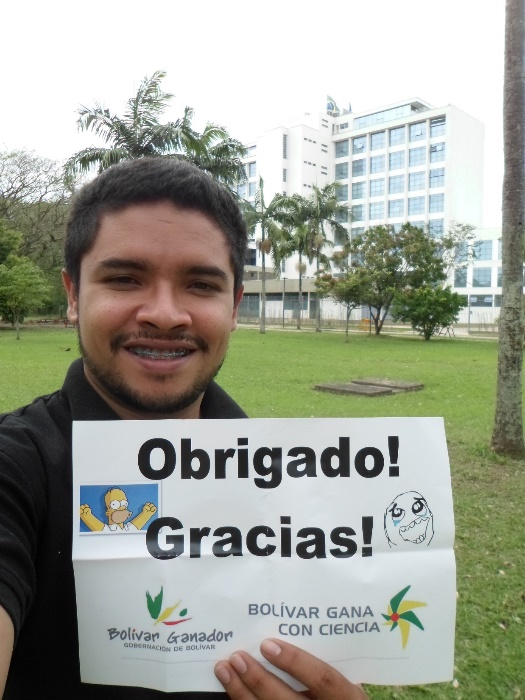 Obrigado!
Gracias!
Bolívar Ganador
GOBERNACIÓN DE BOLÍVAR
BOLÍVAR GANA
CON CIENCIA